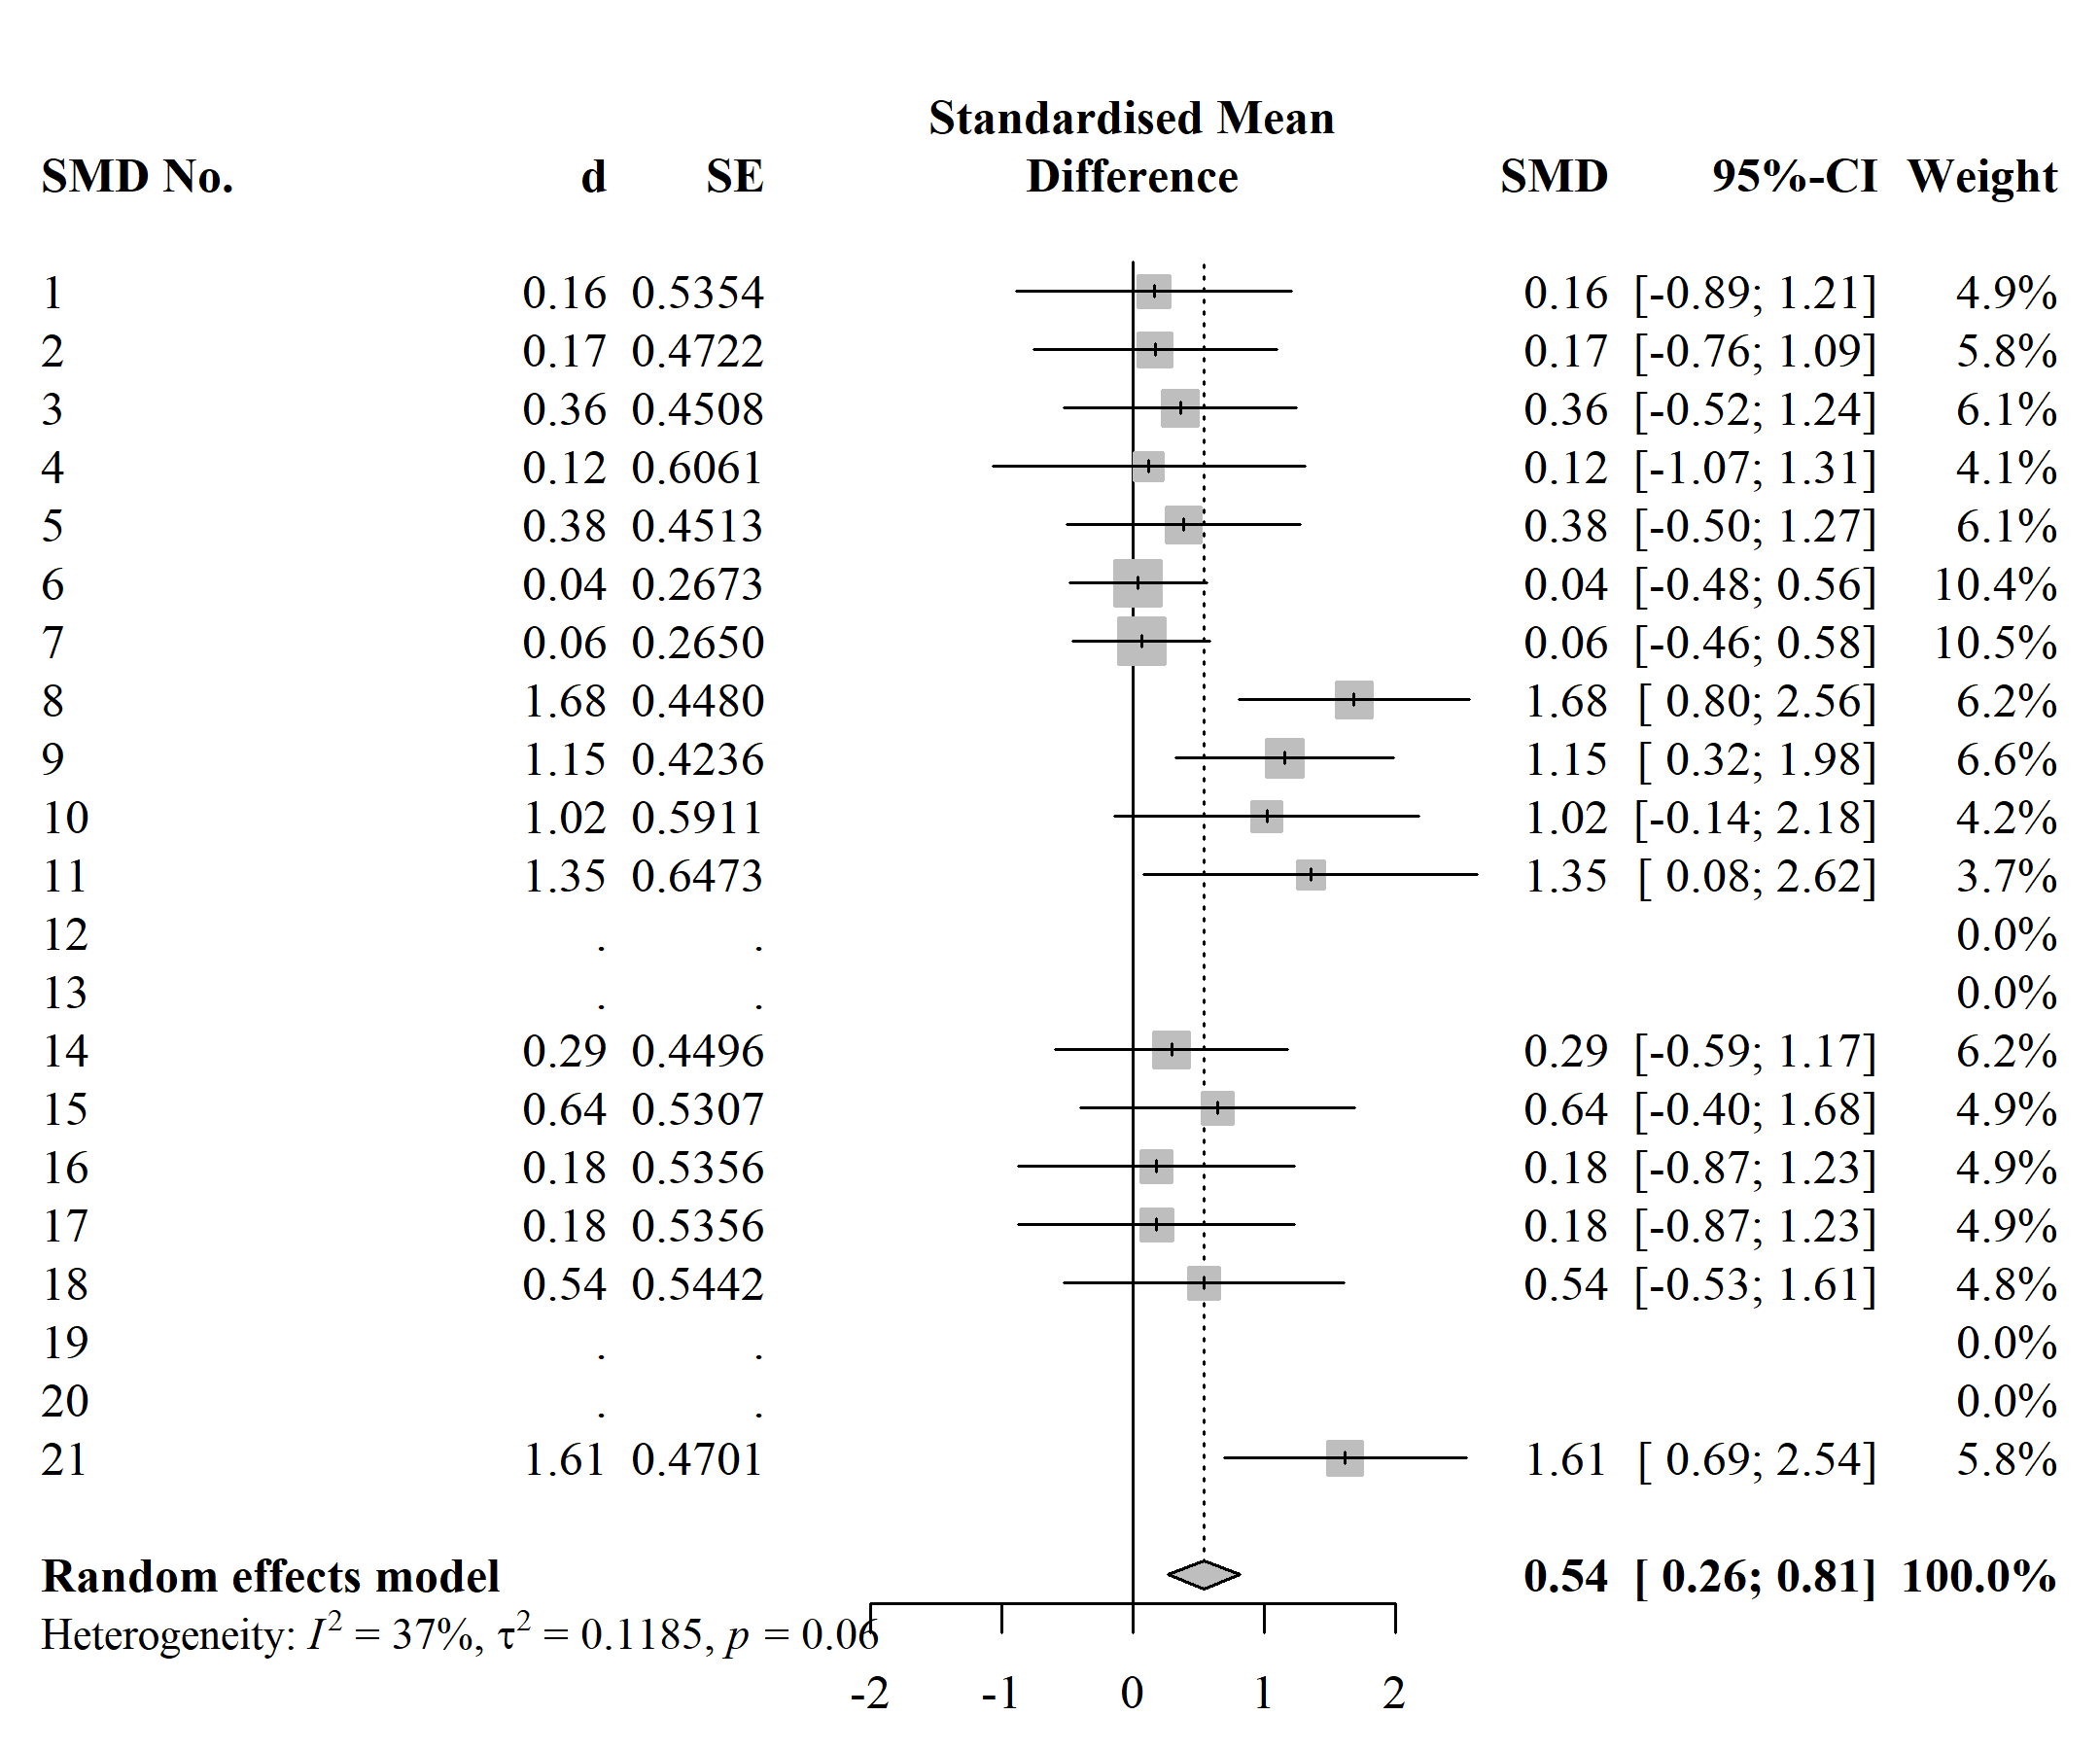 Standardised Mean
SMD No. d SE Difference SMD 95%-CI Weight
1 0.16 0.5354 0.16 [-0.89; 1.21] 4.9%
2 0.17 0.4722 0.17 [-0.76; 1.09] 5.8%
3 0.36 0.4508 0.36 [-0.52; 1.24] 6.1%
4 0.12 0.6061 0.12 [-1.07; 1.31] 4.1%
5 0.38 0.4513 0.38 [-0.50; 1.27] 6.1%
6 0.04 0.2673 0.04 [-0.48; 0.56] 10.4%
7 0.06 0.2650 0.06 [-0.46; 0.58] 10.5%
8 1.68 0.4480 1.68 [ 0.80; 2.56] 6.2%
9 1.15 0.4236 1.15 [ 0.32; 1.98] 6.6%
10 1.02 0.5911 1.02 [-0.14; 2.18] 4.2%
11 1.35 0.6473 1.35 [ 0.08; 2.62] 3.7%
12 . . 0.0%
13 . . 0.0%
14 0.29 0.4496 0.29 [-0.59; 1.17] 6.2%
15 0.64 0.5307 0.64 [-0.40; 1.68] 4.9%
16 0.18 0.5356 0.18 [-0.87; 1.23] 4.9%
17 0.18 0.5356 0.18 [-0.87; 1.23] 4.9%
18 0.54 0.5442 0.54 [-0.53; 1.61] 4.8%
19 . . 0.0%
20 . . 0.0%
21 1.61 0.4701 1.61 [ 0.69; 2.54] 5.8%
Random effects model 0.54 [ 0.26; 0.81] 100.0%
Heterogeneity: I² = 37%, τ² = 0.1185, p = 0.06
-2 -1 0 1 2